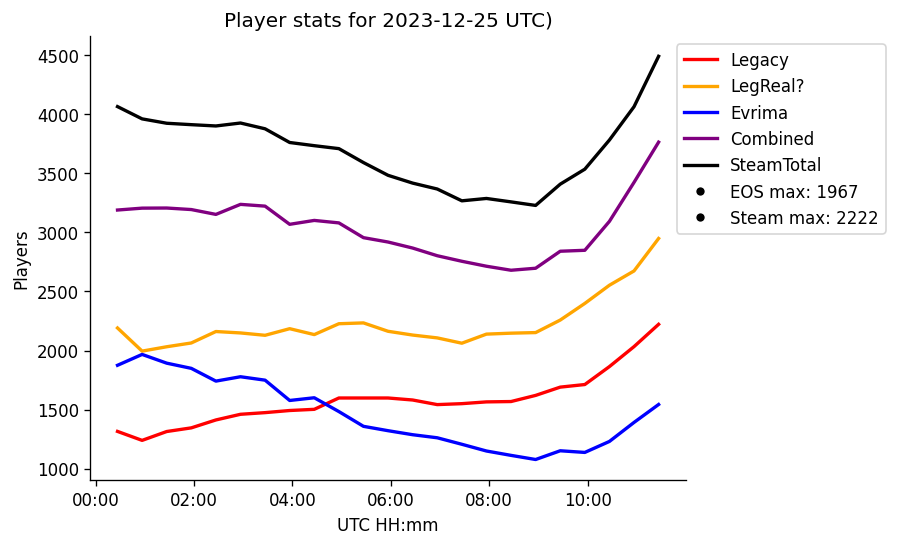 Player stats for 2023-12-25 UTC)
4500
4000
3500
3000
2500
2000
1500
1000
Players
00:00 02:00 04:00 06:00 08:00 10:00
UTC HH:mm
Legacy
LegReal?
Evrima
Combined
SteamTotal
EOS max: 1967
Steam max: 2222